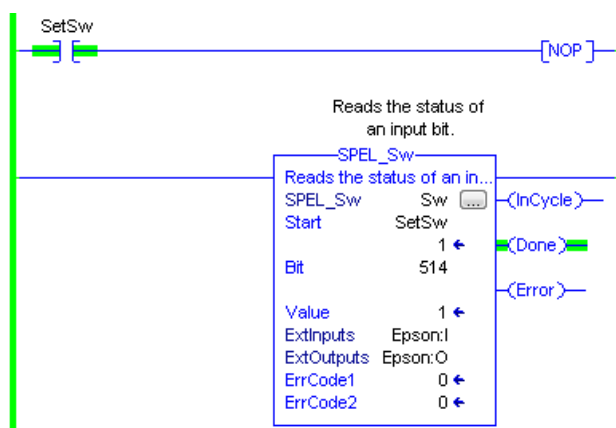 SetSw
NOP
Reads the status of
an input bit.
SPEL_Sw
Reads the status of an in...
SPEL_Sw Sw ...
(InCycle)
Start SetSw
1
(Done)
Bit 514
(Error)
Value 1
ExtInputs Epson:I
ExtOutputs Epson:O
ErrCode1 0
ErrCode2 0